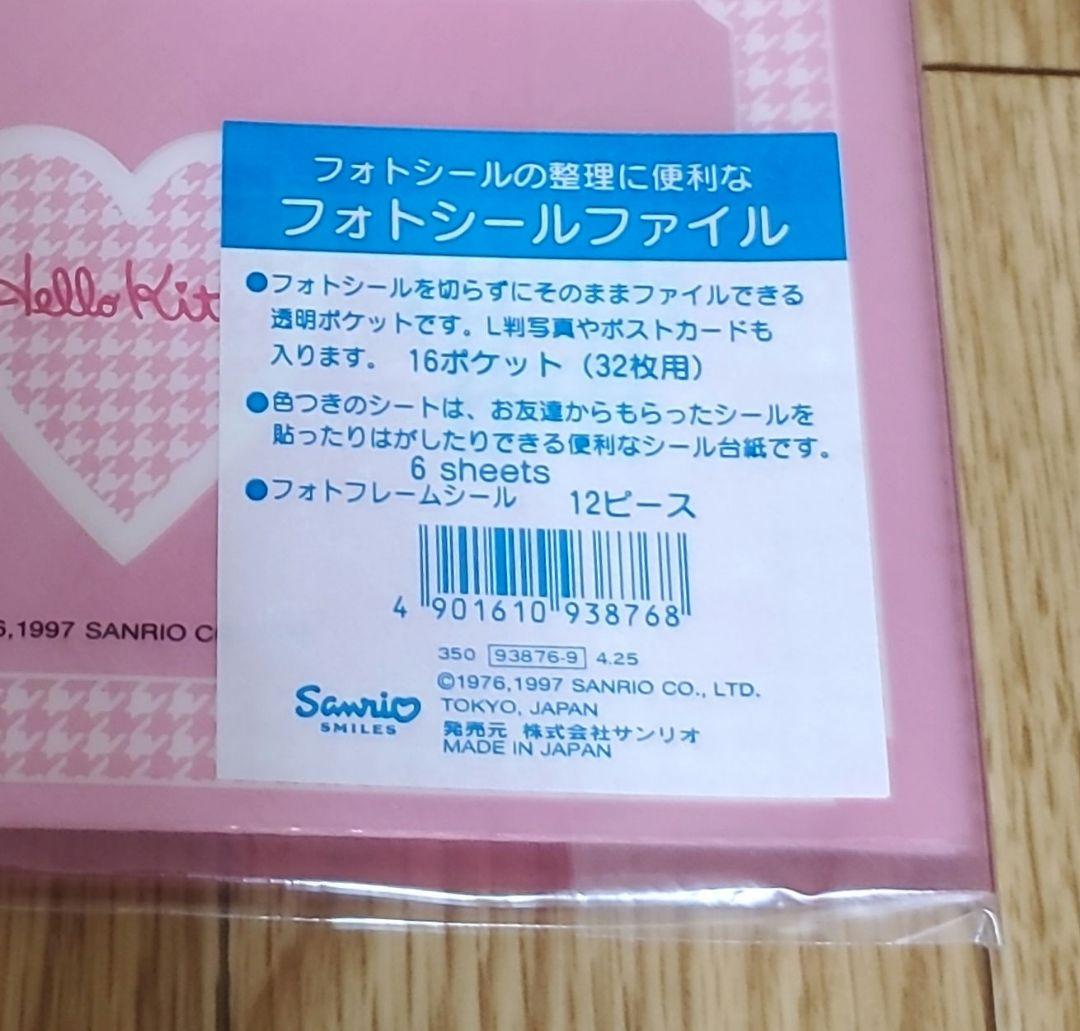 フォトシールの整理に便利な
フォトシールファイル
●フォトシールを切らずにそのままファイルできる
透明ポケットです。L判写真やポストカードも
入ります。 16ポケット（32枚用）
●色つきのシートは、お友達からもらったシールを
貼ったりはがしたりできる便利なシール台紙です。
6 sheets
●フォトフレームシール 12ピース
4 901610 938768
350 93876-9 4.25
©1976,1997 SANRIO CO., LTD.
TOKYO, JAPAN
発売元 株式会社サンリオ
MADE IN JAPAN
Sanrio
SMILES
Hello Kit
6,1997 SANRIO C